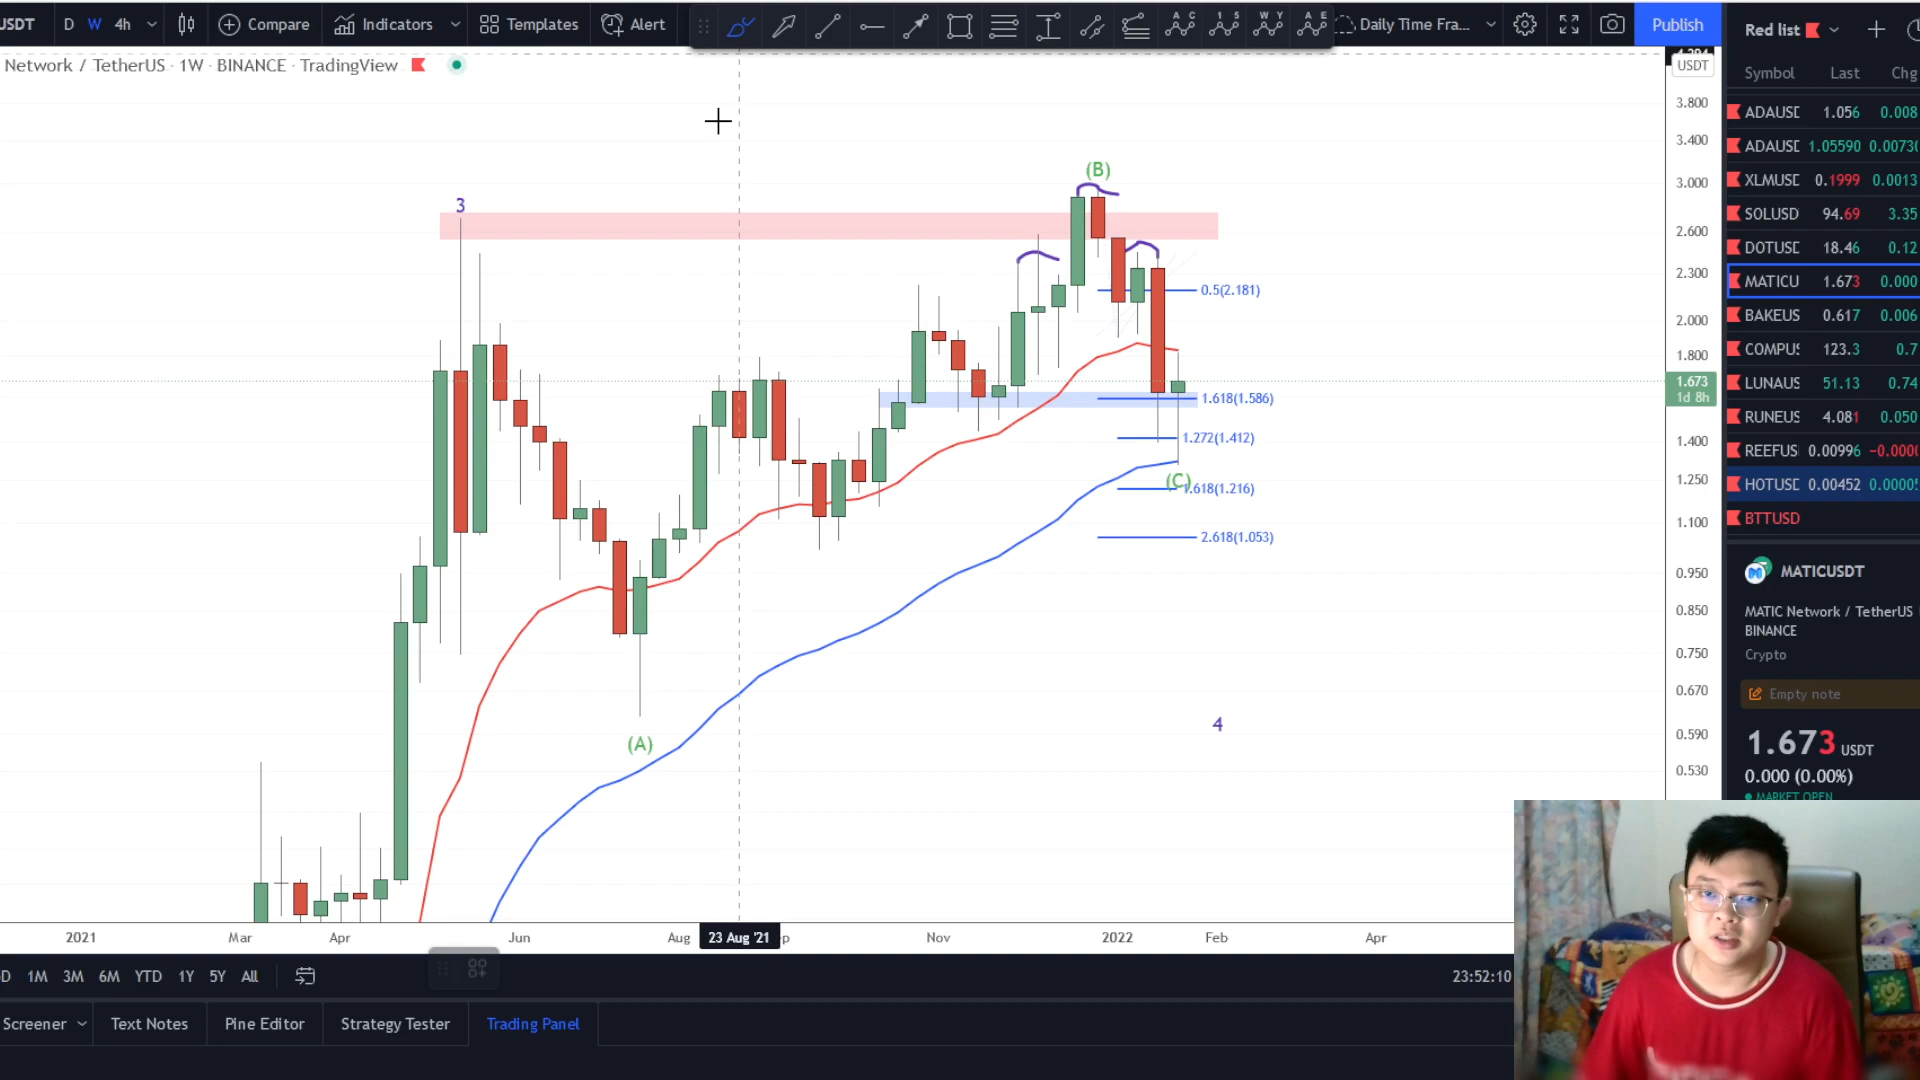 USDT D W 4h Compare Indicators Templates Alert Daily Time Fra... Publish
Network / TetherUS · 1W · BINANCE · TradingView
USDT
3.800
3.400
3.000
2.600
2.300
2.000
1.800
1.673
1d 8h
1.400
1.250
1.100
0.950
0.850
0.750
0.670
0.590
0.530
3
(B)
0.5(2.181)
1.618(1.586)
1.272(1.412)
(C)
1.618(1.216)
2.618(1.053)
(A)
4
2021 Mar Apr Jun Aug 23 Aug '21 Nov 2022 Feb Apr
1M 3M 6M YTD 1Y 5Y All 23:52:10
Screener Text Notes Pine Editor Strategy Tester Trading Panel
Red list
Symbol Last Chg
ADAUSD 1.056 0.008
ADAUSD 1.05590 0.00730
XLMUSD 0.1999 0.0013
SOLUSD 94.69 3.35
DOTUSD 18.46 0.12
MATICU 1.673 0.000
BAKEUS 0.617 0.006
COMPUS 123.3 0.7
LUNAUS 51.13 0.74
RUNEUS 4.081 0.050
REEFUS 0.00996 −0.0000
HOTUSD 0.00452 0.0000
BTTUSD
MATICUSDT
MATIC Network / TetherUS
BINANCE
Crypto
Empty note
1.673 USDT
0.000 (0.00%)
MARKET OPEN